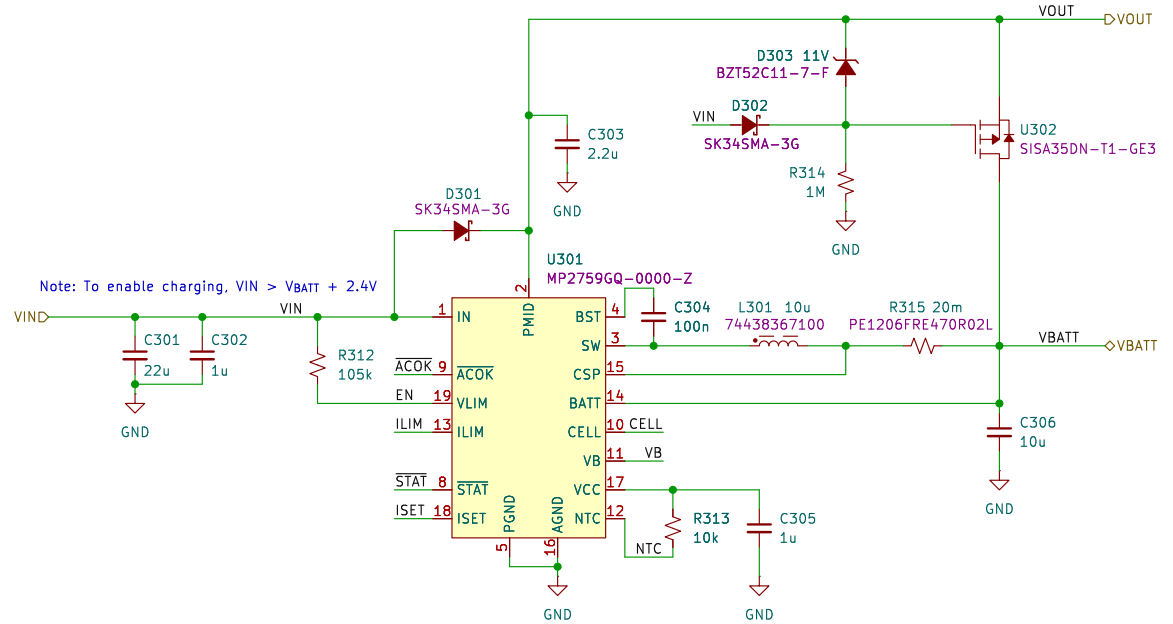 VOUT
VOUT
D303 11V
BZT52C11-7-F
VIN
D302
SK34SMA-3G
U302
SISA35DN-T1-GE3
C303
2.2u
R314
1M
GND
GND
D301
SK34SMA-3G
U301
MP2759GQ-0000-Z
Note: To enable charging, VIN > VBATT + 2.4V
VIN
VIN
C301
22u
C302
1u
R312
105k
GND
2
PMID
1
IN
ACOK
9
ACOK
EN
19
VLIM
ILIM
13
ILIM
STAT
8
STAT
ISET
18
ISET
PGND
5
AGND
16
GND
BST
4
SW
3
CSP
15
BATT
14
CELL
10
CELL
VB
11
VB
VCC
17
NTC
12
NTC
C304
100n
L301 10u
74438367100
R315 20m
PE1206FRE470R02L
VBATT
VBATT
C306
10u
GND
R313
10k
C305
1u
GND